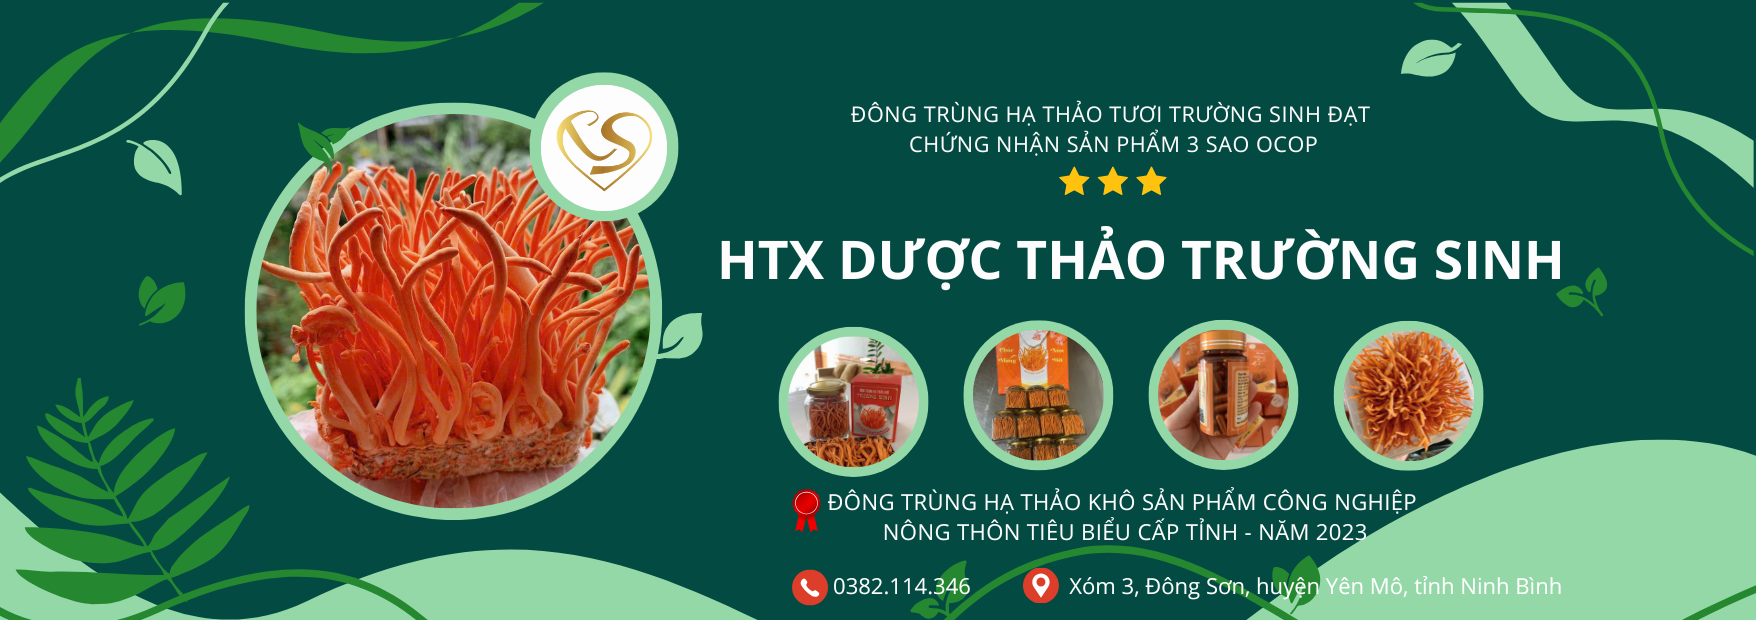 ĐÔNG TRÙNG HẠ THẢO TƯƠI TRƯỜNG SINH ĐẠT
CHỨNG NHẬN SẢN PHẨM 3 SAO OCOP
HTX DƯỢC THẢO TRƯỜNG SINH
TRƯỜNG SINH
ĐÔNG TRÙNG HẠ THẢO KHÔ SẢN PHẨM CÔNG NGHIỆP
NÔNG THÔN TIÊU BIỂU CẤP TỈNH - NĂM 2023
0382.114.346
Xóm 3, Đông Sơn, huyện Yên Mô, tỉnh Ninh Bình